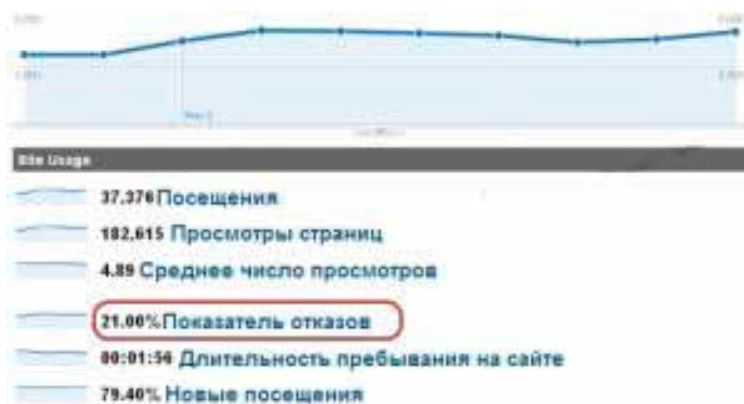 Site Usage
37,376 Посещения
182,615 Просмотры страниц
4.89 Среднее число просмотров
21.00% Показатель отказов
00:01:56 Длительность пребывания на сайте
79.40% Новые посещения